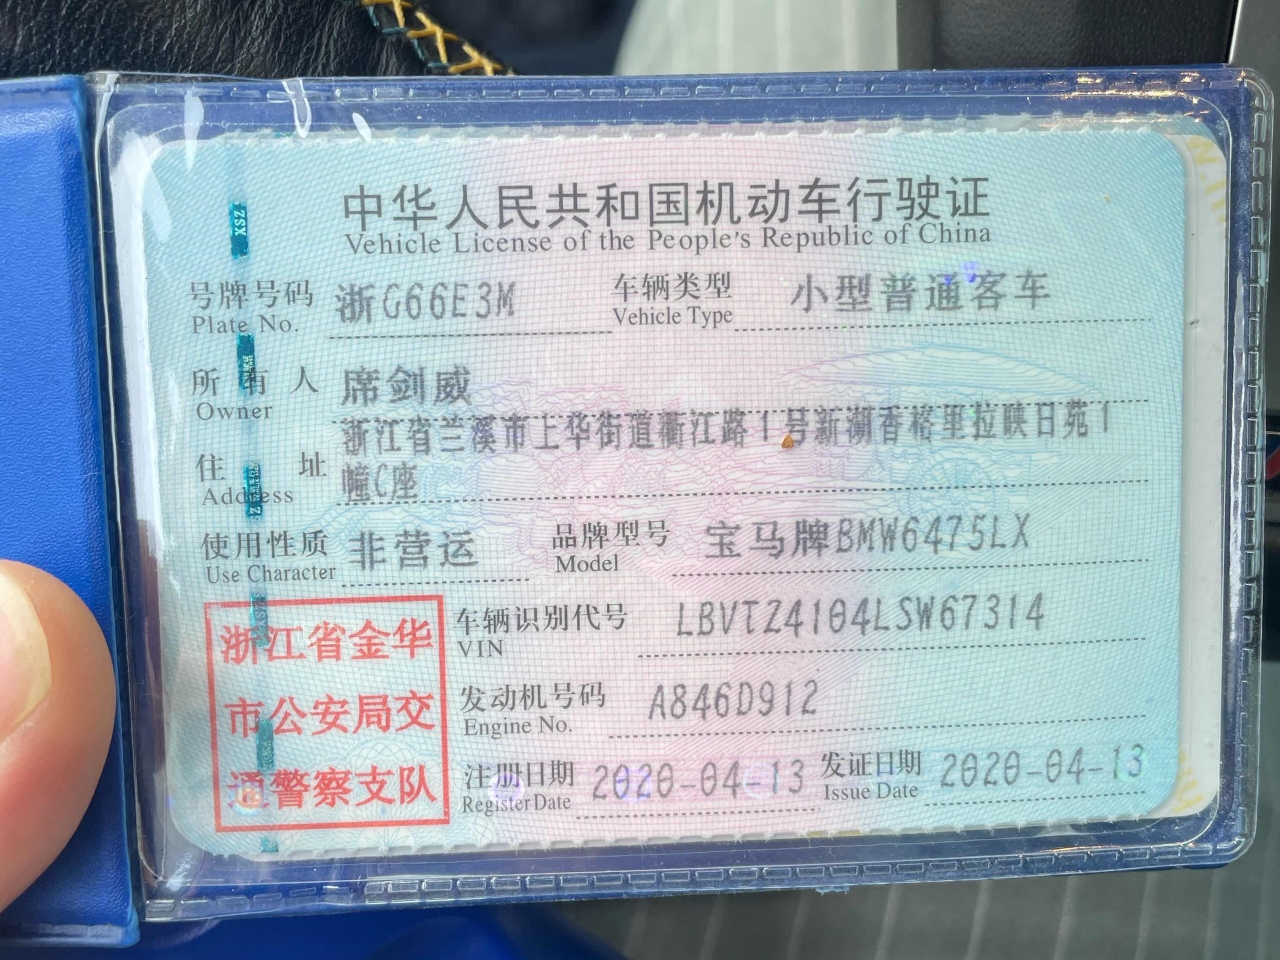 中华人民共和国机动车行驶证
Vehicle License of the People's Republic of China
号牌号码 浙G66E3M 车辆类型 小型普通客车
Plate No. Vehicle Type
所有人 席剑威
Owner
浙江省兰溪市上华街道衢江路1号新湖香格里拉映日苑1
住址 幢C座
Address
使用性质 非营运 品牌型号 宝马牌BMW6475LX
Use Character Model
浙江省金华
市公安局交
通警察支队
车辆识别代号 LBVTZ4104LSW67314
VIN
发动机号码 A846D912
Engine No.
注册日期 2020-04-13 发证日期 2020-04-13
Register Date Issue Date
XSZ